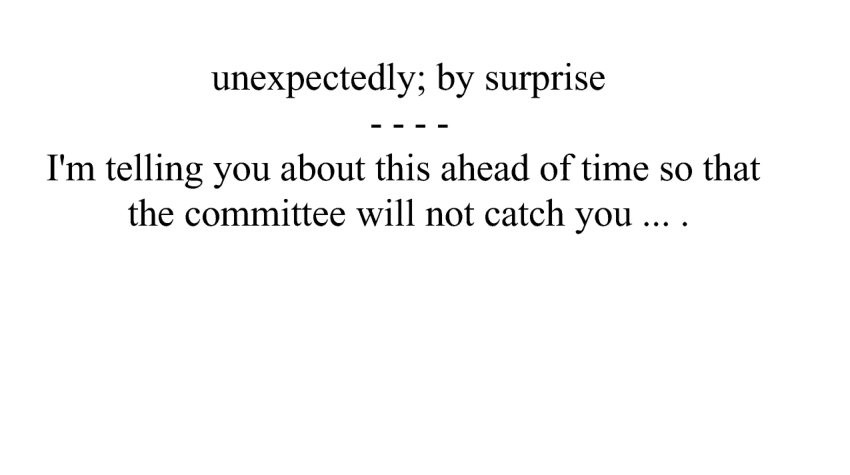 unexpectedly; by surprise
- - - -
I'm telling you about this ahead of time so that
the committee will not catch you ... .